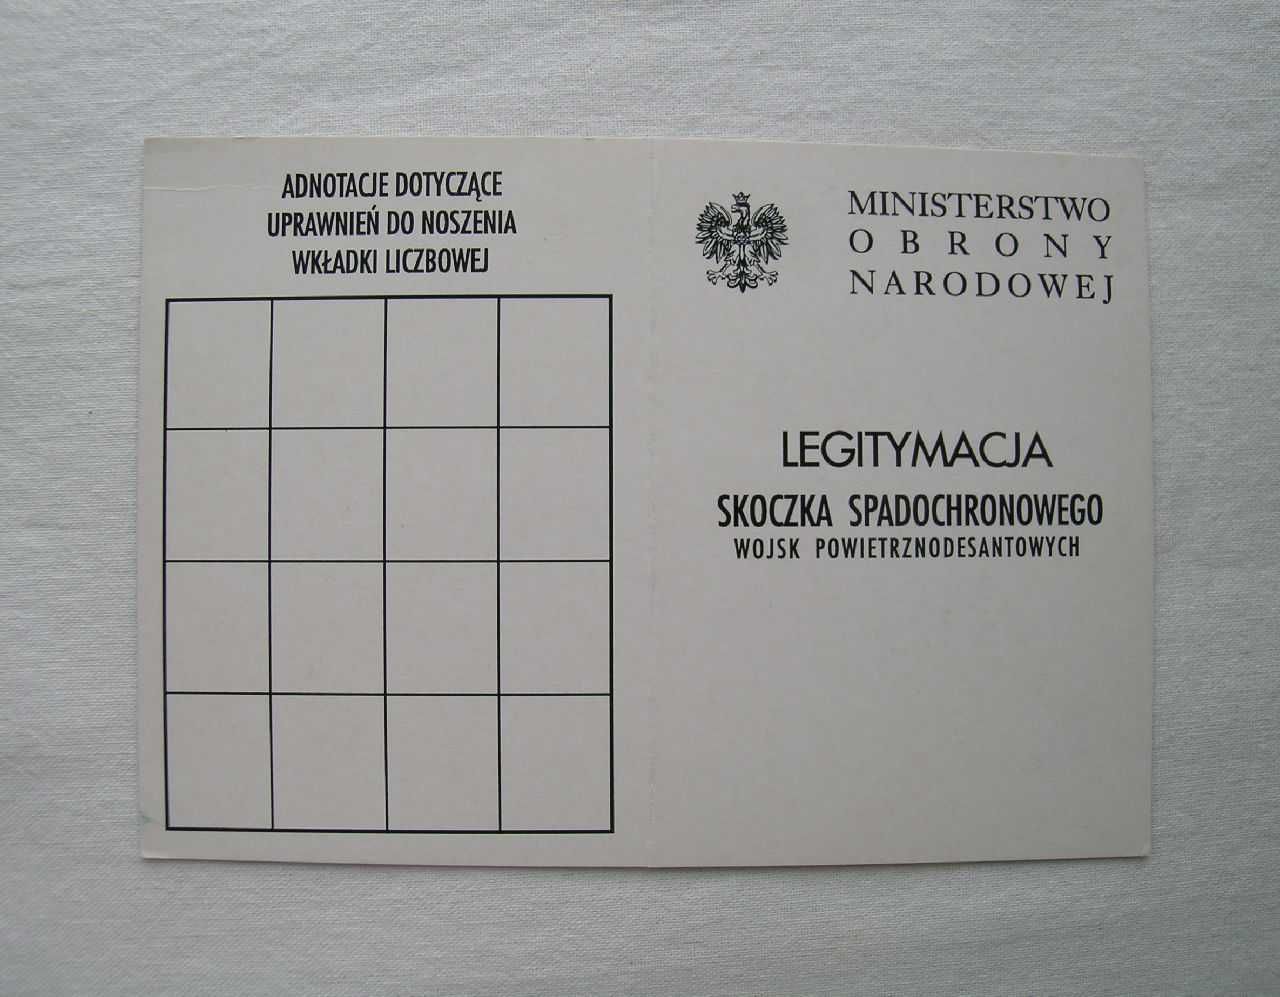 ADNOTACJE DOTYCZĄCE
UPRAWNIEŃ DO NOSZENIA
WKŁADKI LICZBOWEJ
MINISTERSTWO
OBRONY
NARODOWEJ
LEGITYMACJA
SKOCZKA SPADOCHRONOWEGO
WOJSK POWIETRZNODESANTOWYCH